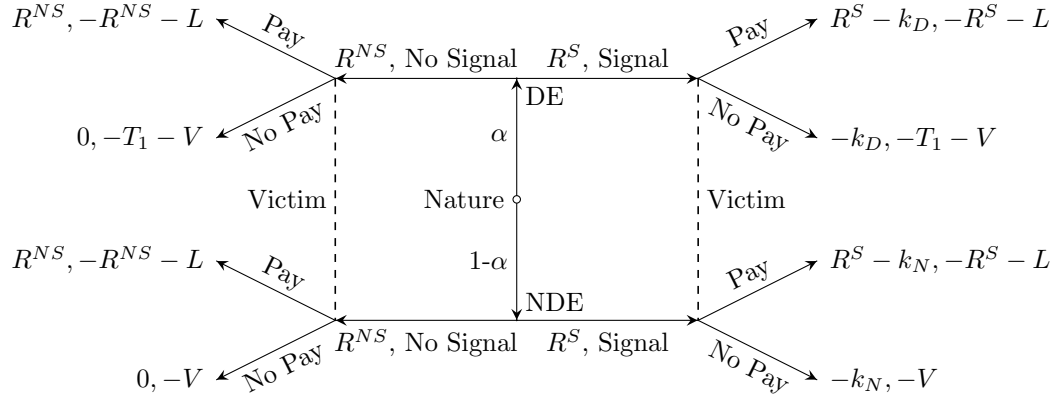 R^{NS}, −R^{NS} − L
Pay
R^{NS}, No Signal
R^S, Signal
Pay
R^S − k_D, −R^S − L
0, −T_1 − V
No Pay
DE
No Pay
−k_D, −T_1 − V
α
Victim
Nature
Victim
R^{NS}, −R^{NS} − L
Pay
1-α
Pay
R^S − k_N, −R^S − L
NDE
0, −V
No Pay
R^{NS}, No Signal
R^S, Signal
No Pay
−k_N, −V